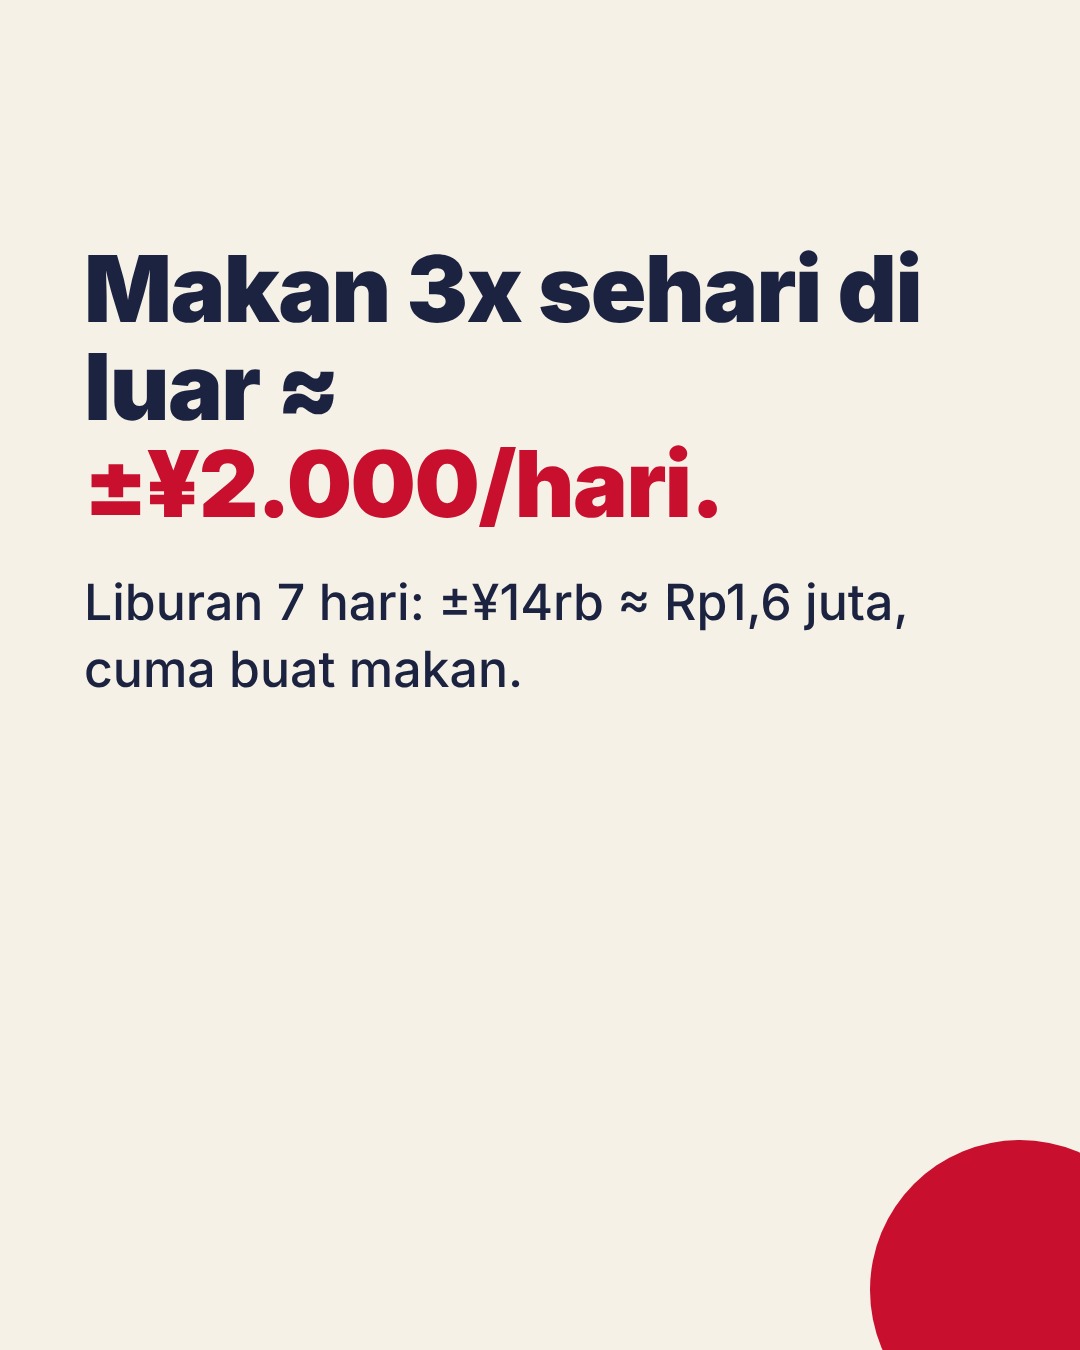 Makan 3x sehari di
luar ≈
±¥2.000/hari.
Liburan 7 hari: ±¥14rb ≈ Rp1,6 juta,
cuma buat makan.